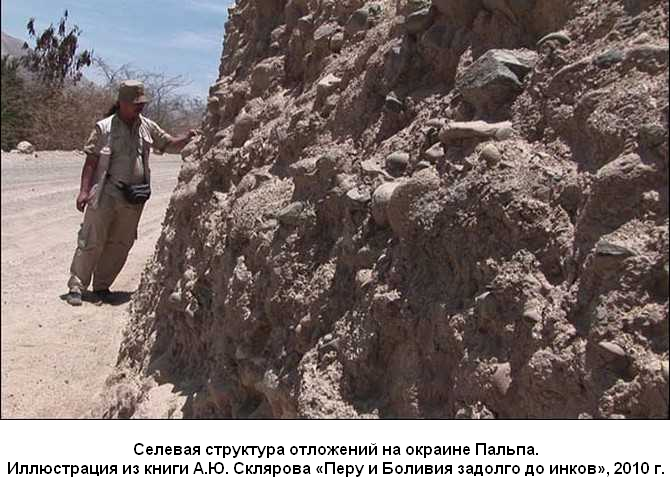 Селевая структура отложений на окраине Пальпа.
Иллюстрация из книги А.Ю. Склярова «Перу и Боливия задолго до инков», 2010 г.